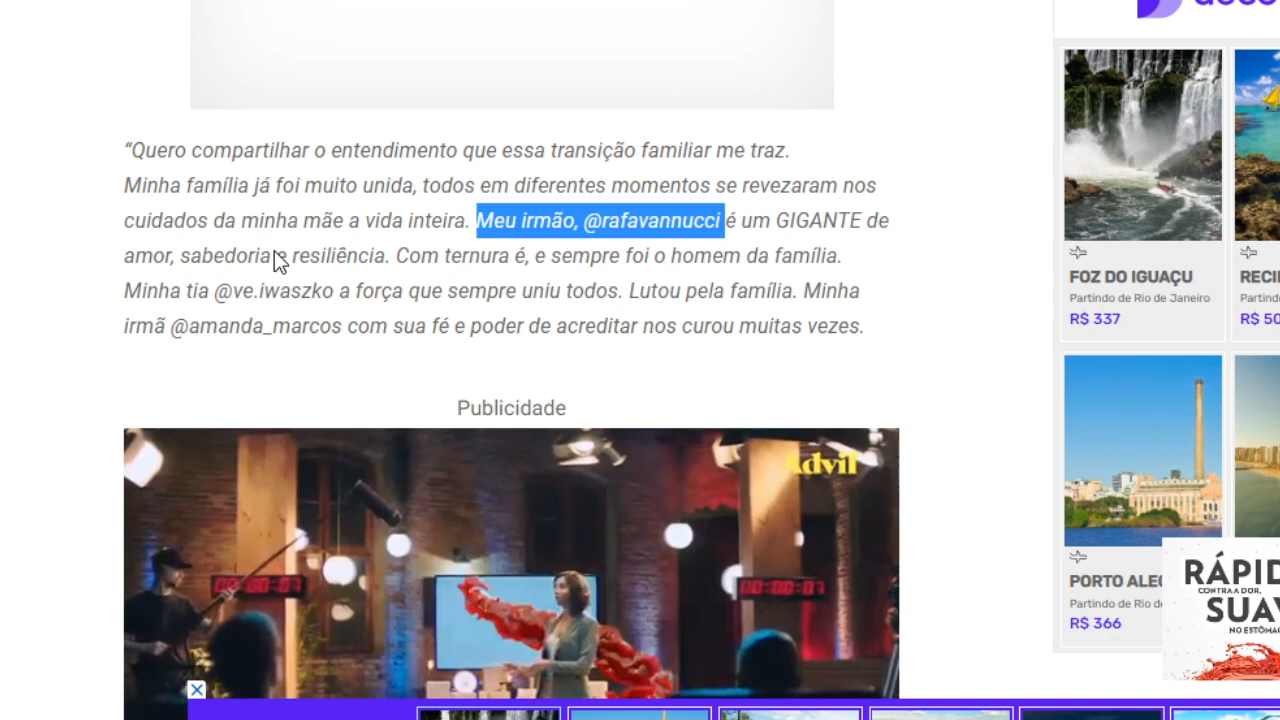 “Quero compartilhar o entendimento que essa transição familiar me traz.
Minha família já foi muito unida, todos em diferentes momentos se revezaram nos
cuidados da minha mãe a vida inteira. Meu irmão, @rafavannucci é um GIGANTE de
amor, sabedoria e resiliência. Com ternura é, e sempre foi o homem da família.
Minha tia @ve.iwaszko a força que sempre uniu todos. Lutou pela família. Minha
irmã @amanda_marcos com sua fé e poder de acreditar nos curou muitas vezes.
Publicidade
Advil
FOZ DO IGUAÇU
Partindo de Rio de Janeiro
R$ 337
PORTO
Partindo de Rio
R$ 366
CONTRA A DOR,